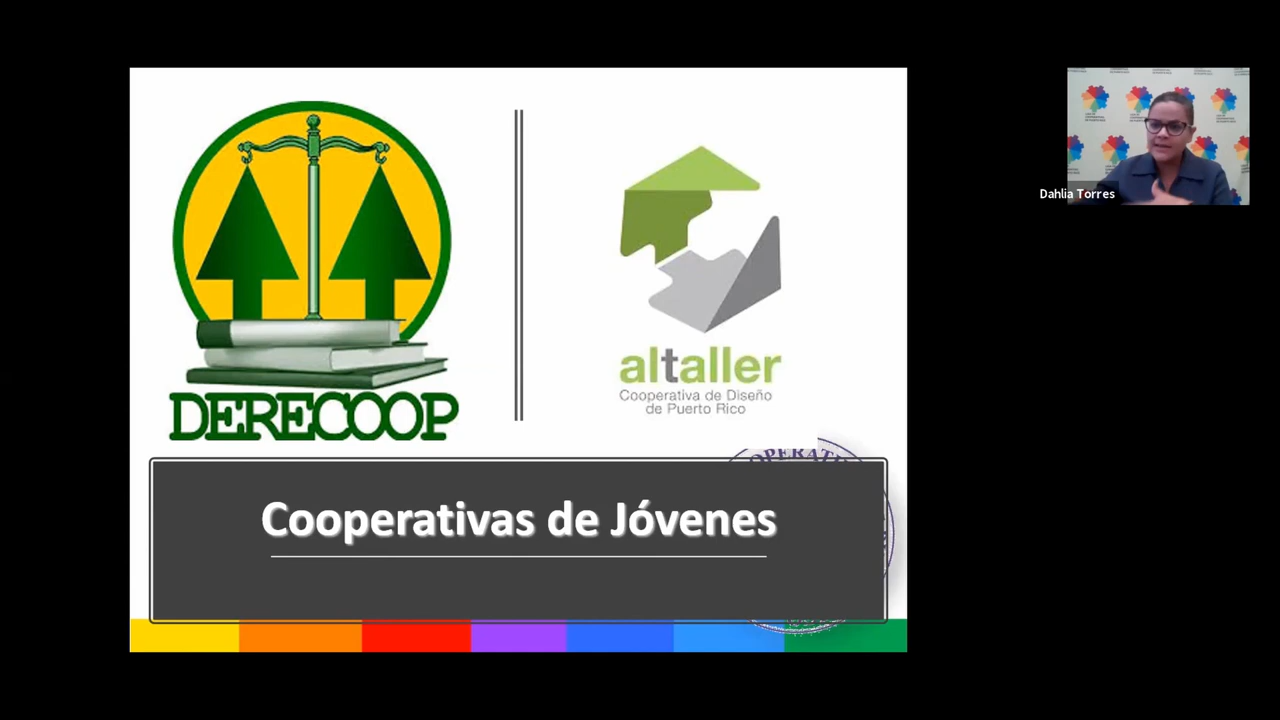 DERECOOP
altaller
Cooperativa de Diseño
de Puerto Rico
Cooperativas de Jóvenes
Dahlia Torres